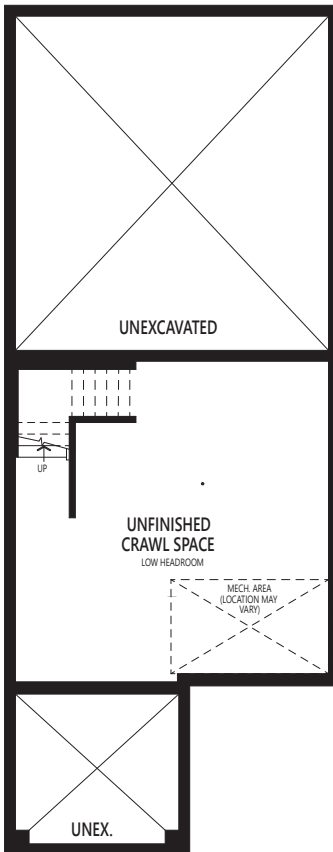 UNEXCAVATED
UP
UNFINISHED
CRAWL SPACE
LOW HEADROOM
MECH. AREA
(LOCATION MAY
VARY)
UNEX.